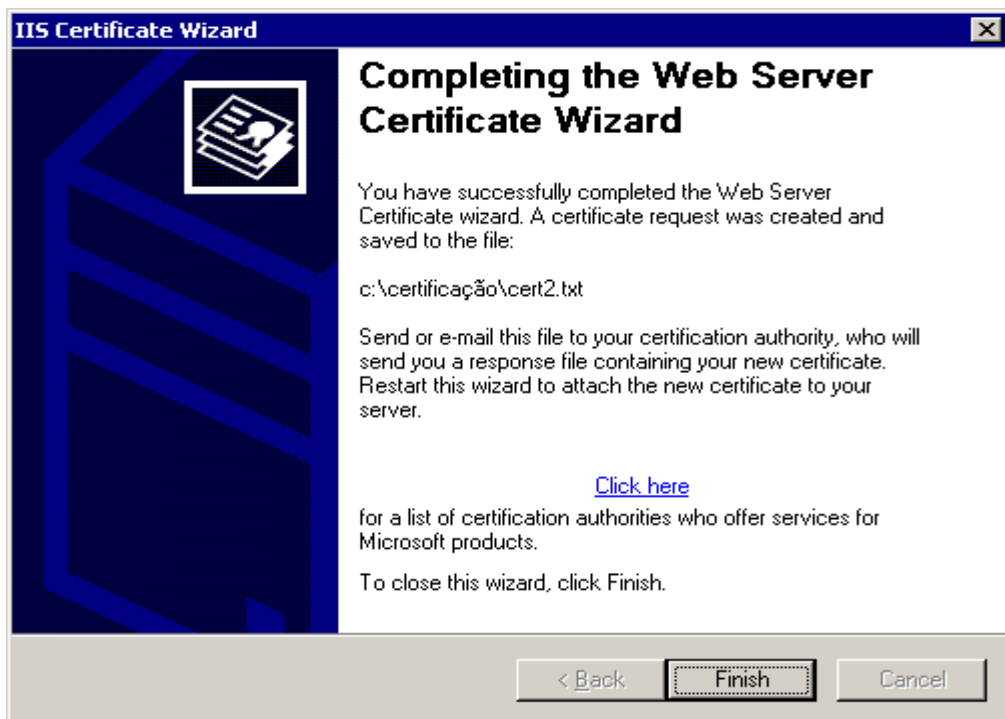 IIS Certificate Wizard
Completing the Web Server
Certificate Wizard
You have successfully completed the Web Server
Certificate wizard. A certificate request was created and
saved to the file:
c:\certificação\cert2.txt
Send or e-mail this file to your certification authority, who will
send you a response file containing your new certificate.
Restart this wizard to attach the new certificate to your
server.
Click here
for a list of certification authorities who offer services for
Microsoft products.
To close this wizard, click Finish.
< Back
Finish
Cancel